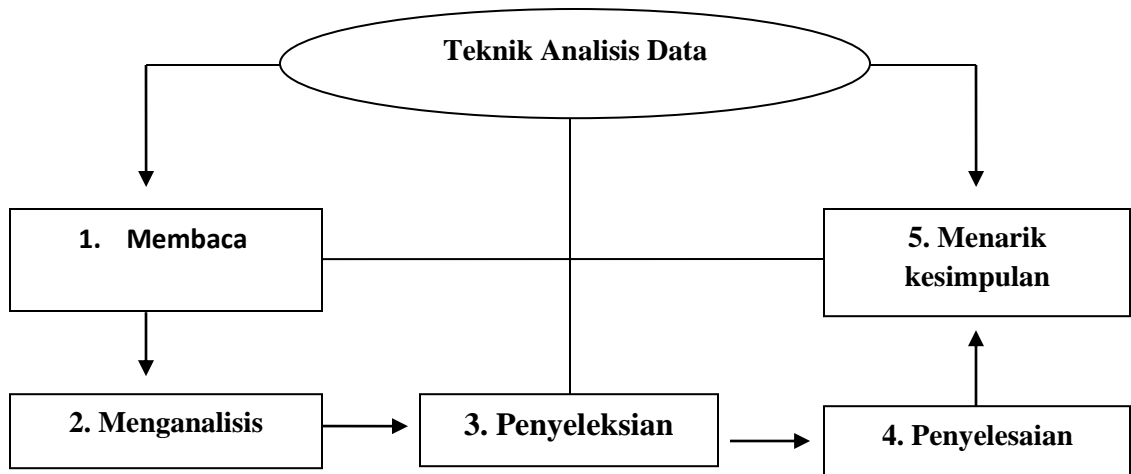 Teknik Analisis Data
1. Membaca
5. Menarik
kesimpulan
2. Menganalisis
3. Penyeleksian
4. Penyelesaian